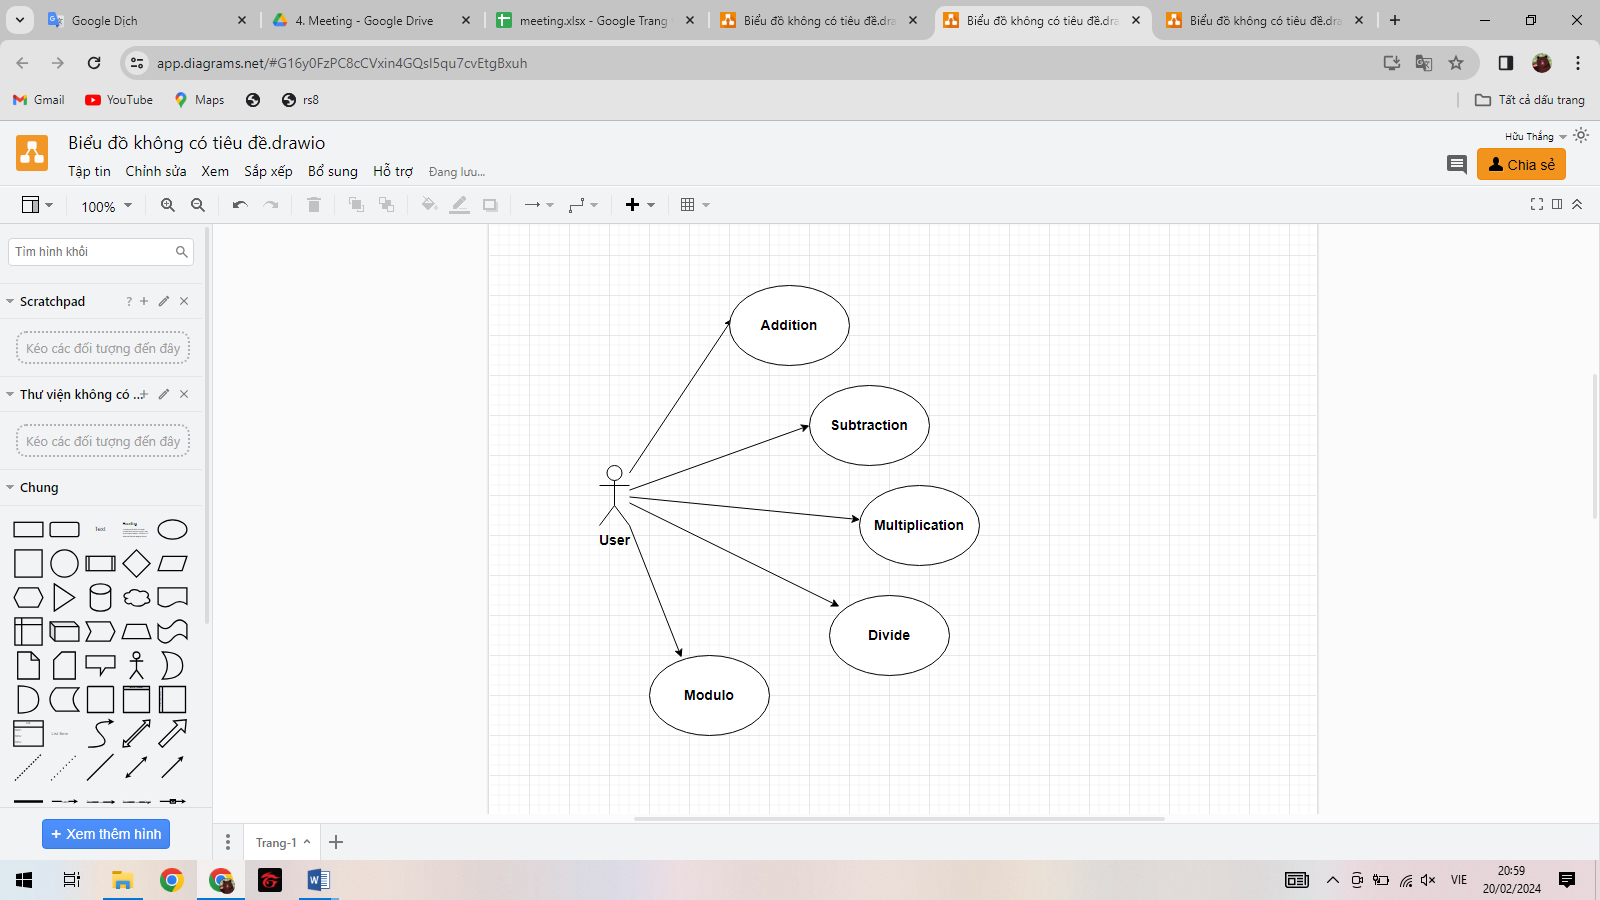 Google Dịch
4. Meeting - Google Drive
meeting.xlsx - Google Trang
Biểu đồ không có tiêu đề.dra
Biểu đồ không có tiêu đề.dra
Biểu đồ không có tiêu đề.dra
app.diagrams.net/#G16y0FzPC8cCVxin4GQsI5qu7cvEtgBxuh
Gmail
YouTube
Maps
rs8
Tất cả dấu trang
Biểu đồ không có tiêu đề.drawio
Hữu Thắng
Tập tin
Chỉnh sửa
Xem
Sắp xếp
Bổ sung
Hỗ trợ
Đang lưu...
Chia sẻ
100%
Tìm hình khối
Scratchpad
?
Kéo các đối tượng đến đây
Thư viện không có ...
Kéo các đối tượng đến đây
Chung
Text
Heading
Addition
Subtraction
Multiplication
User
Divide
Modulo
+ Xem thêm hình
Trang-1
VIE
20:59
20/02/2024